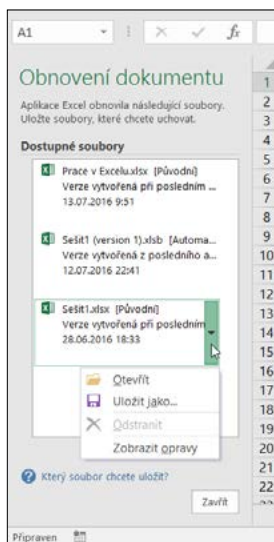 A1
fx
Obnovení dokumentu
Aplikace Excel obnovila následující soubory.
Uložte soubory, které chcete uchovat.
Dostupné soubory
Prace v Excelu.xlsx [Původní]
Verze vytvořená při posledním ...
13.07.2016 9:51
Sešit1 (version 1).xlsb [Automa...
Verze vytvořená z posledního a...
12.07.2016 22:41
Sešit1.xlsx [Původní]
Verze vytvořená při posledním
28.06.2016 18:33
Otevřít
Uložit jako...
Odstranit
Zobrazit opravy
Který soubor chcete uložit?
Zavřít
Připraven
1
2
3
4
5
6
7
8
9
10
11
12
13
14
15
16
17
18
19
20
21
22